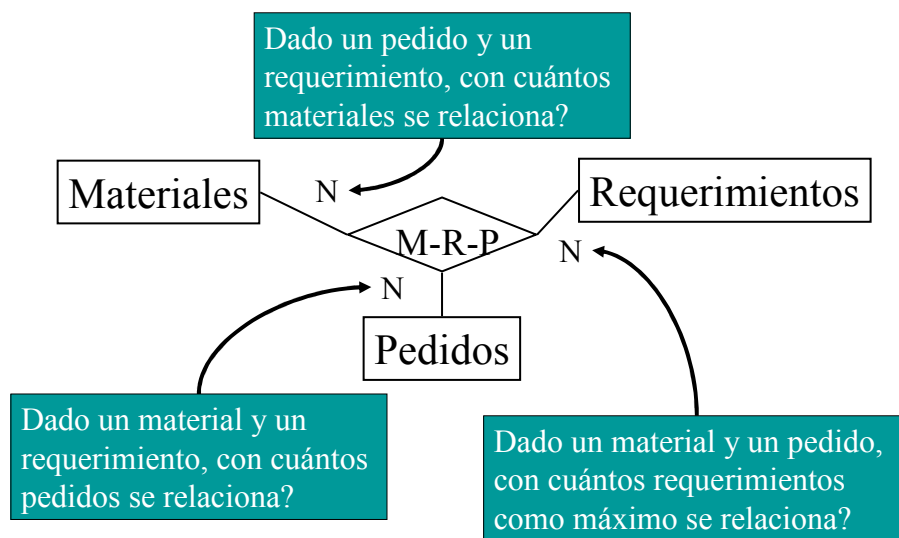 Dado un pedido y un
requerimiento, con cuántos
materiales se relaciona?
Materiales
N
Requerimientos
M-R-P
N
N
Pedidos
Dado un material y un
requerimiento, con cuántos
pedidos se relaciona?
Dado un material y un pedido,
con cuántos requerimientos
como máximo se relaciona?